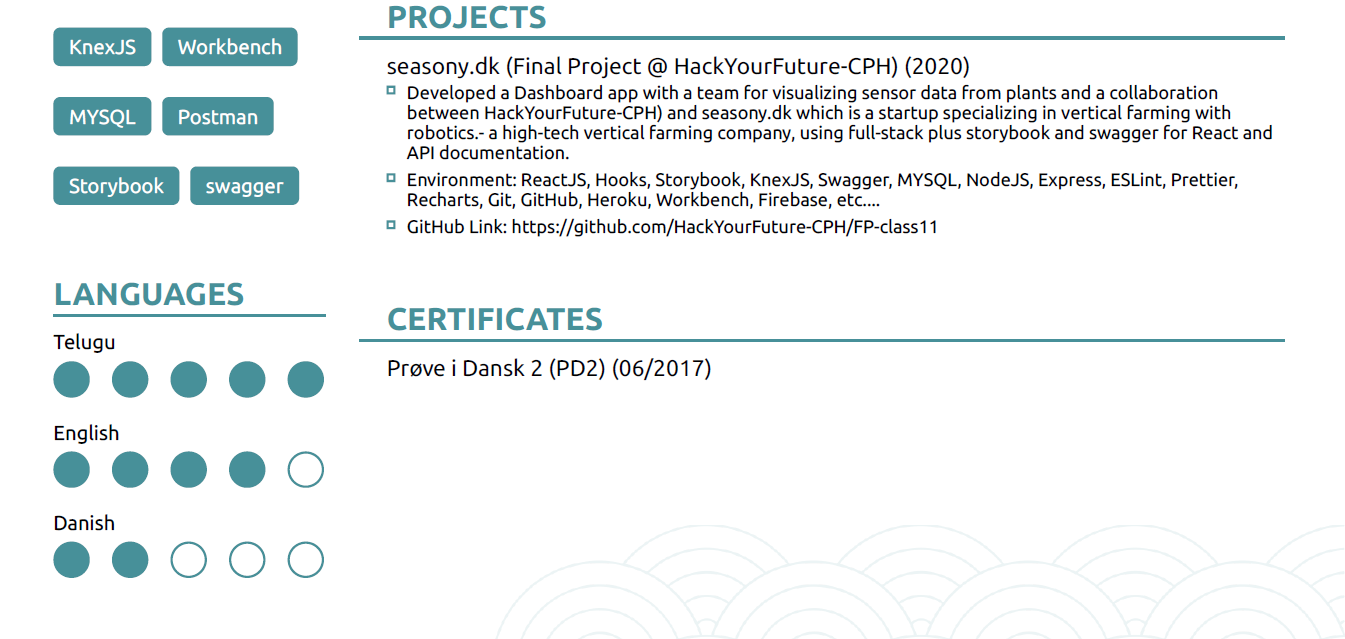 KnexJS Workbench
MYSQL Postman
Storybook swagger
LANGUAGES
Telugu
English
Danish
PROJECTS
seasony.dk (Final Project @ HackYourFuture-CPH) (2020)
Developed a Dashboard app with a team for visualizing sensor data from plants and a collaboration
between HackYourFuture-CPH) and seasony.dk which is a startup specializing in vertical farming with
robotics.- a high-tech vertical farming company, using full-stack plus storybook and swagger for React and
API documentation.
Environment: ReactJS, Hooks, Storybook, KnexJS, Swagger, MYSQL, NodeJS, Express, ESLint, Prettier,
Recharts, Git, GitHub, Heroku, Workbench, Firebase, etc....
GitHub Link: https://github.com/HackYourFuture-CPH/FP-class11
CERTIFICATES
Prøve i Dansk 2 (PD2) (06/2017)